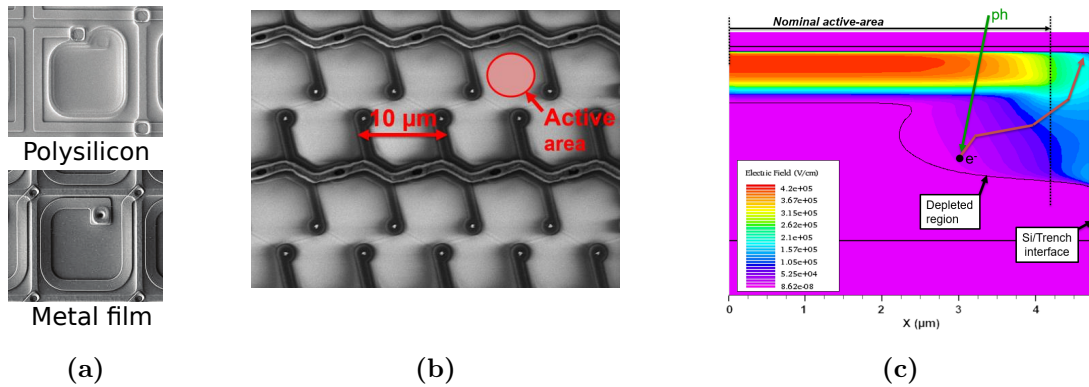 Polysilicon
Metal film
(a)
10 µm
Active
area
(b)
Nominal active-area
ph
e-
Electric Field (V/cm)
4.2e+05
3.67e+05
3.15e+05
2.62e+05
2.1e+05
1.57e+05
1.05e+05
5.25e+04
8.62e-08
Depleted
region
Si/Trench
interface
0
1
2
3
4
X (µm)
(c)